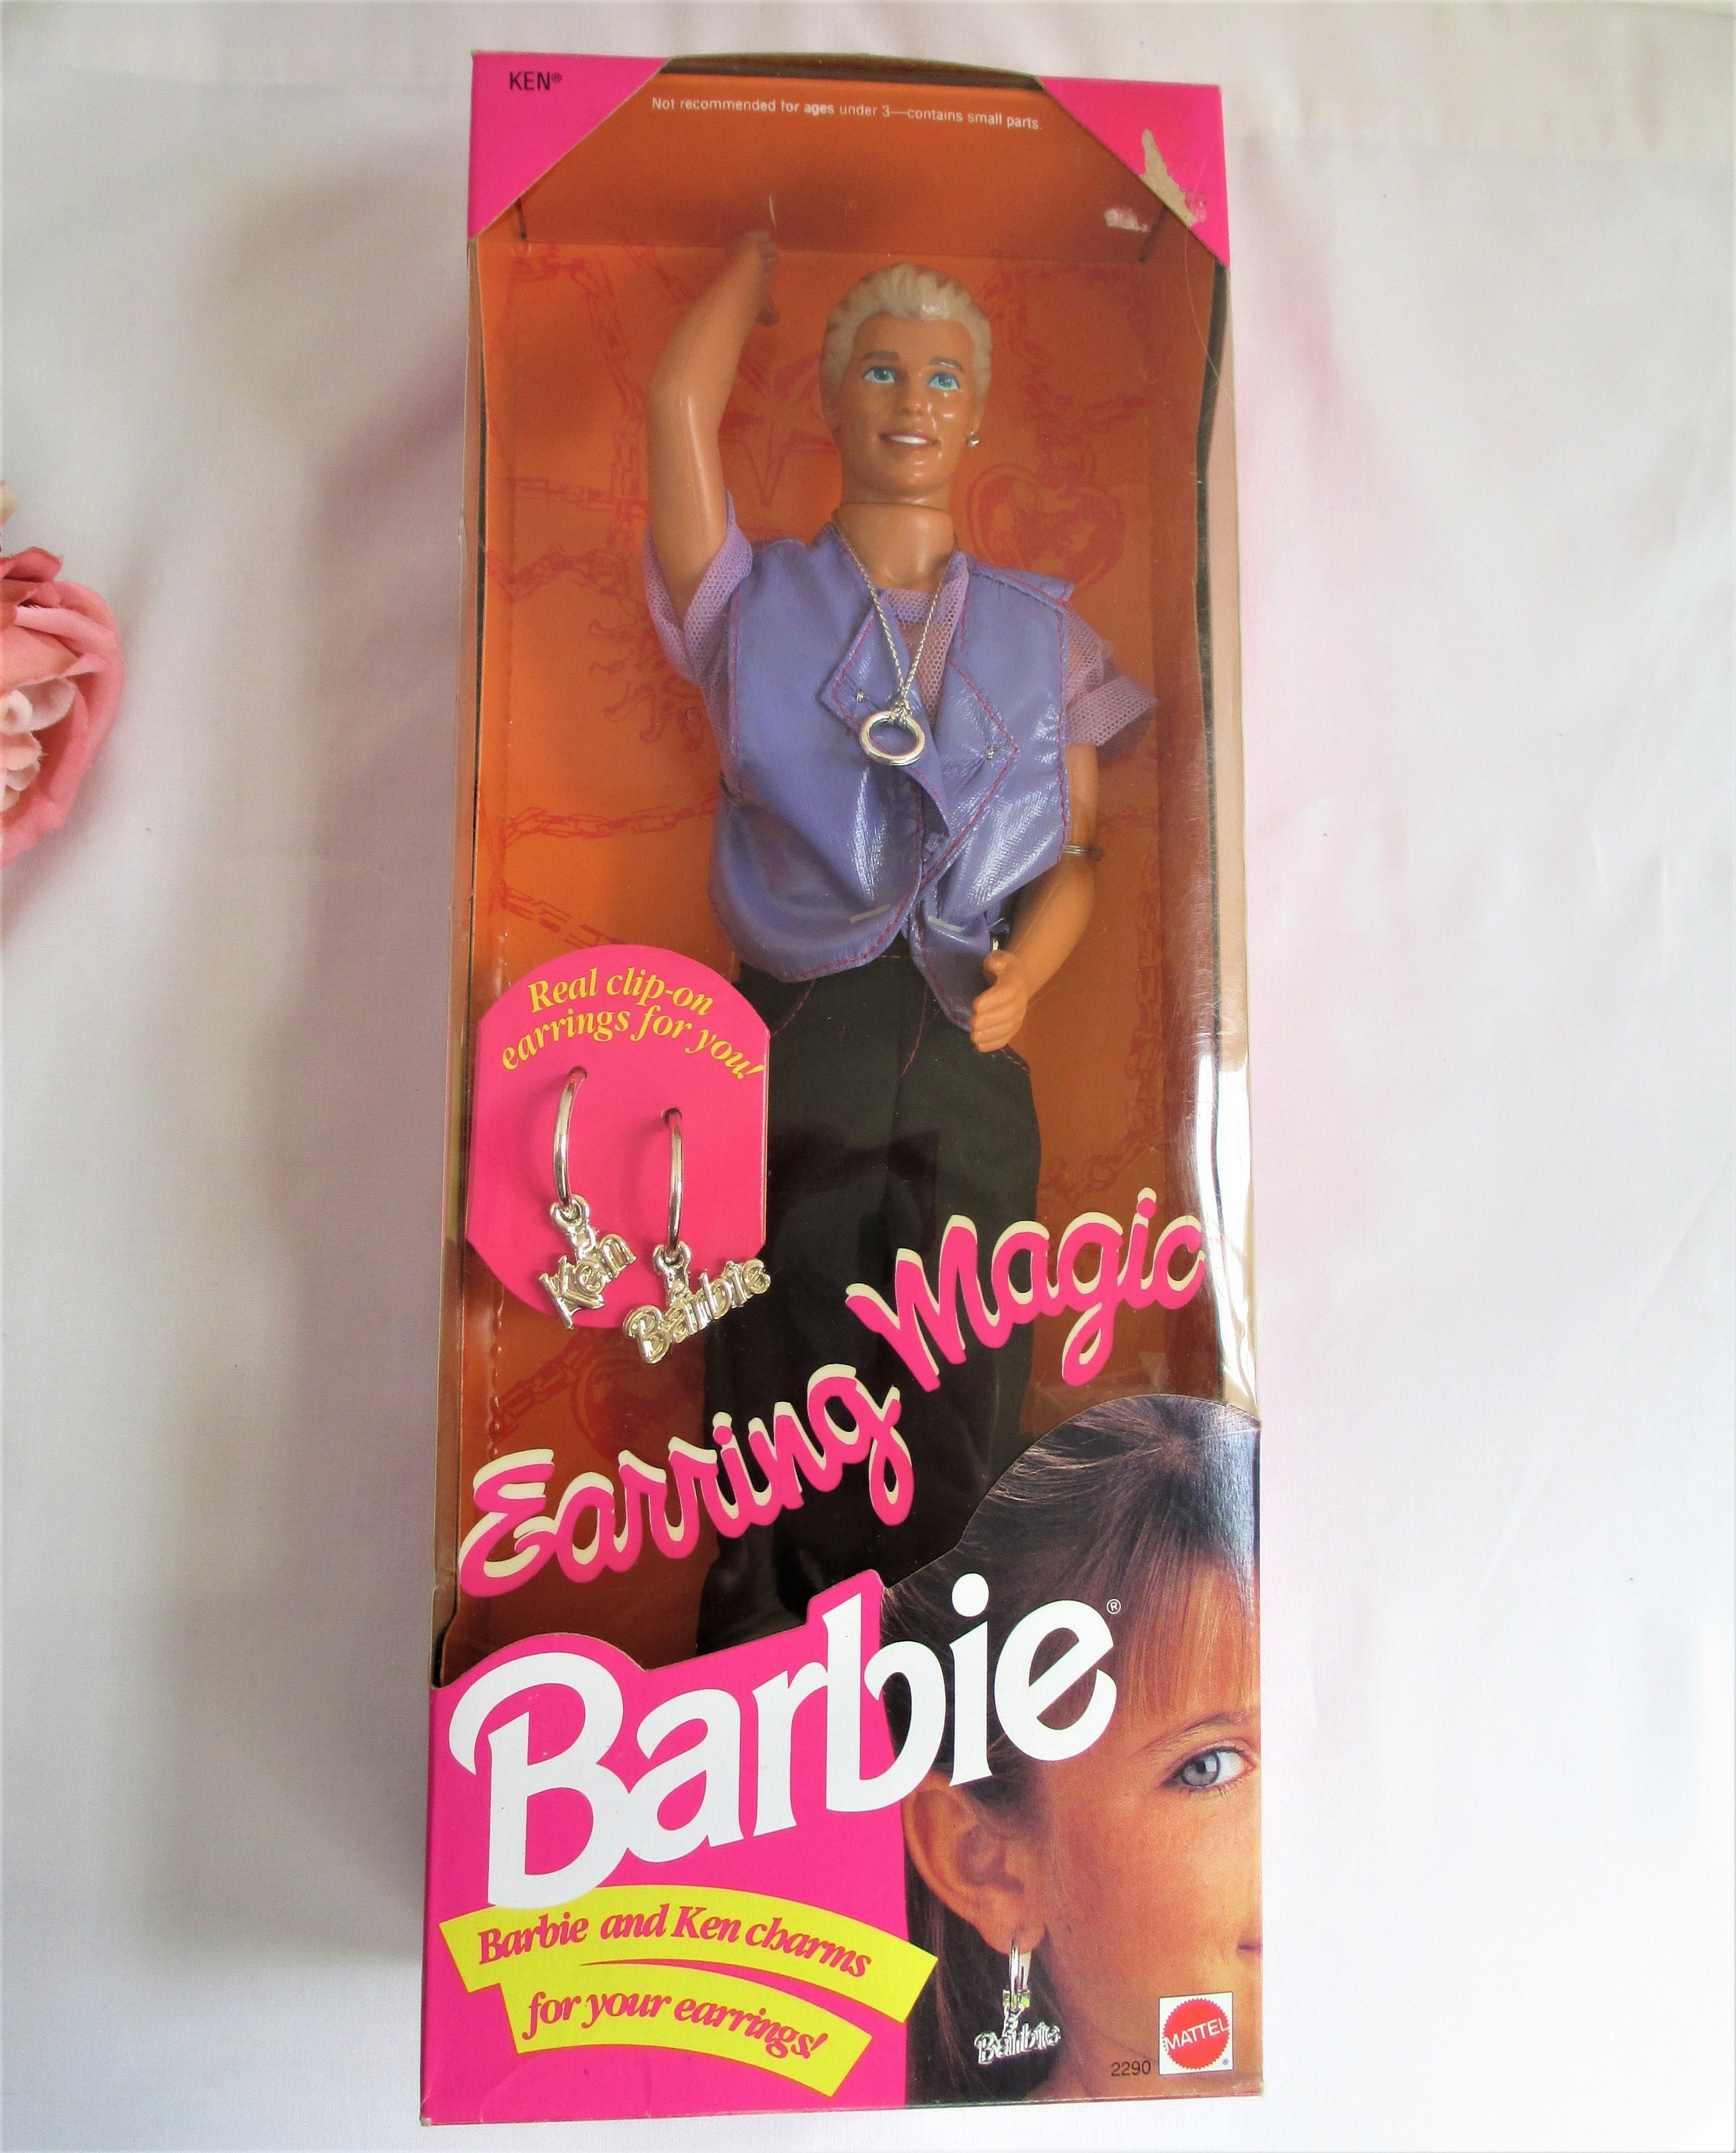 KEN®
Not recommended for ages under 3—contains small parts.
Real clip-on
earrings for you!
Ken
Barbie
Earring Magic
Barbie®
Barbie and Ken charms
for your earrings!
Barbie
2290
MATTEL®